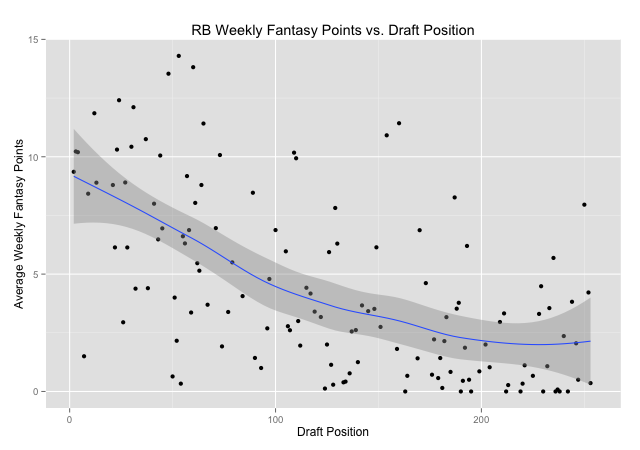 RB Weekly Fantasy Points vs. Draft Position
15
10
5
0
Average Weekly Fantasy Points
0 100 200
Draft Position